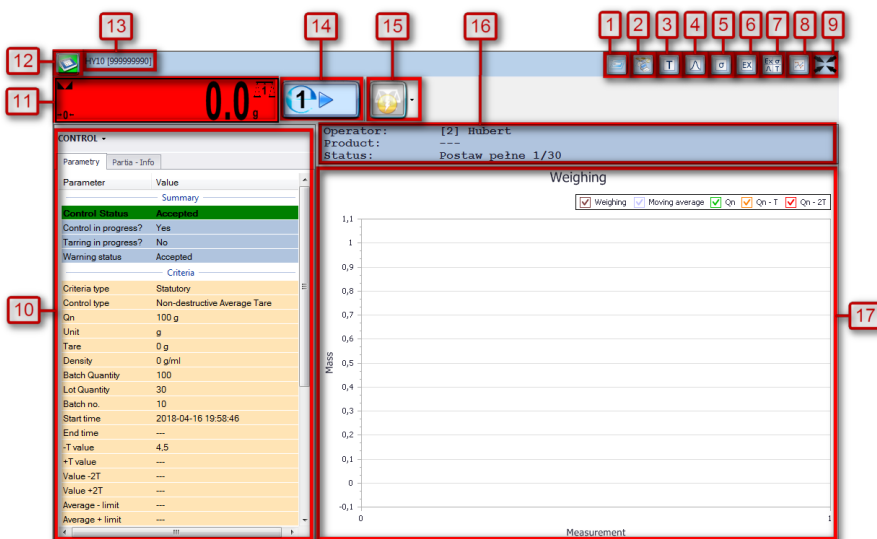 13
14
15
16
1 2 3 4 5 6 7 8 9
12
HY10 [999999990]
T σ EX Ex σ
11
0.0 g
1
Operator: [2] Hubert
Product: ---
Status: Postaw pełne 1/30
CONTROL
Parametry Partia - Info
Parameter Value
Summary
Control Status Accepted
Control in progress? Yes
Tarring in progress? No
Warning status Accepted
Criteria
Criteria type Statutory
Control type Non-destructive Average Tare
Qn 100 g
Unit g
Tare 0 g
Density 0 g/ml
Batch Quantity 100
Lot Quantity 30
Batch no. 10
Start time 2018-04-16 19:58:46
End time ---
-T value 4,5
+T value ---
Value -2T ---
Value +2T ---
Average - limit ---
Average + limit ---
10
Weighing
Weighing Moving average Qn Qn - T Qn - 2T
1,1
1
0,9
0,8
0,7
0,6
0,5
0,4
0,3
0,2
0,1
0
-0,1
Mass
0 1
Measurement
17